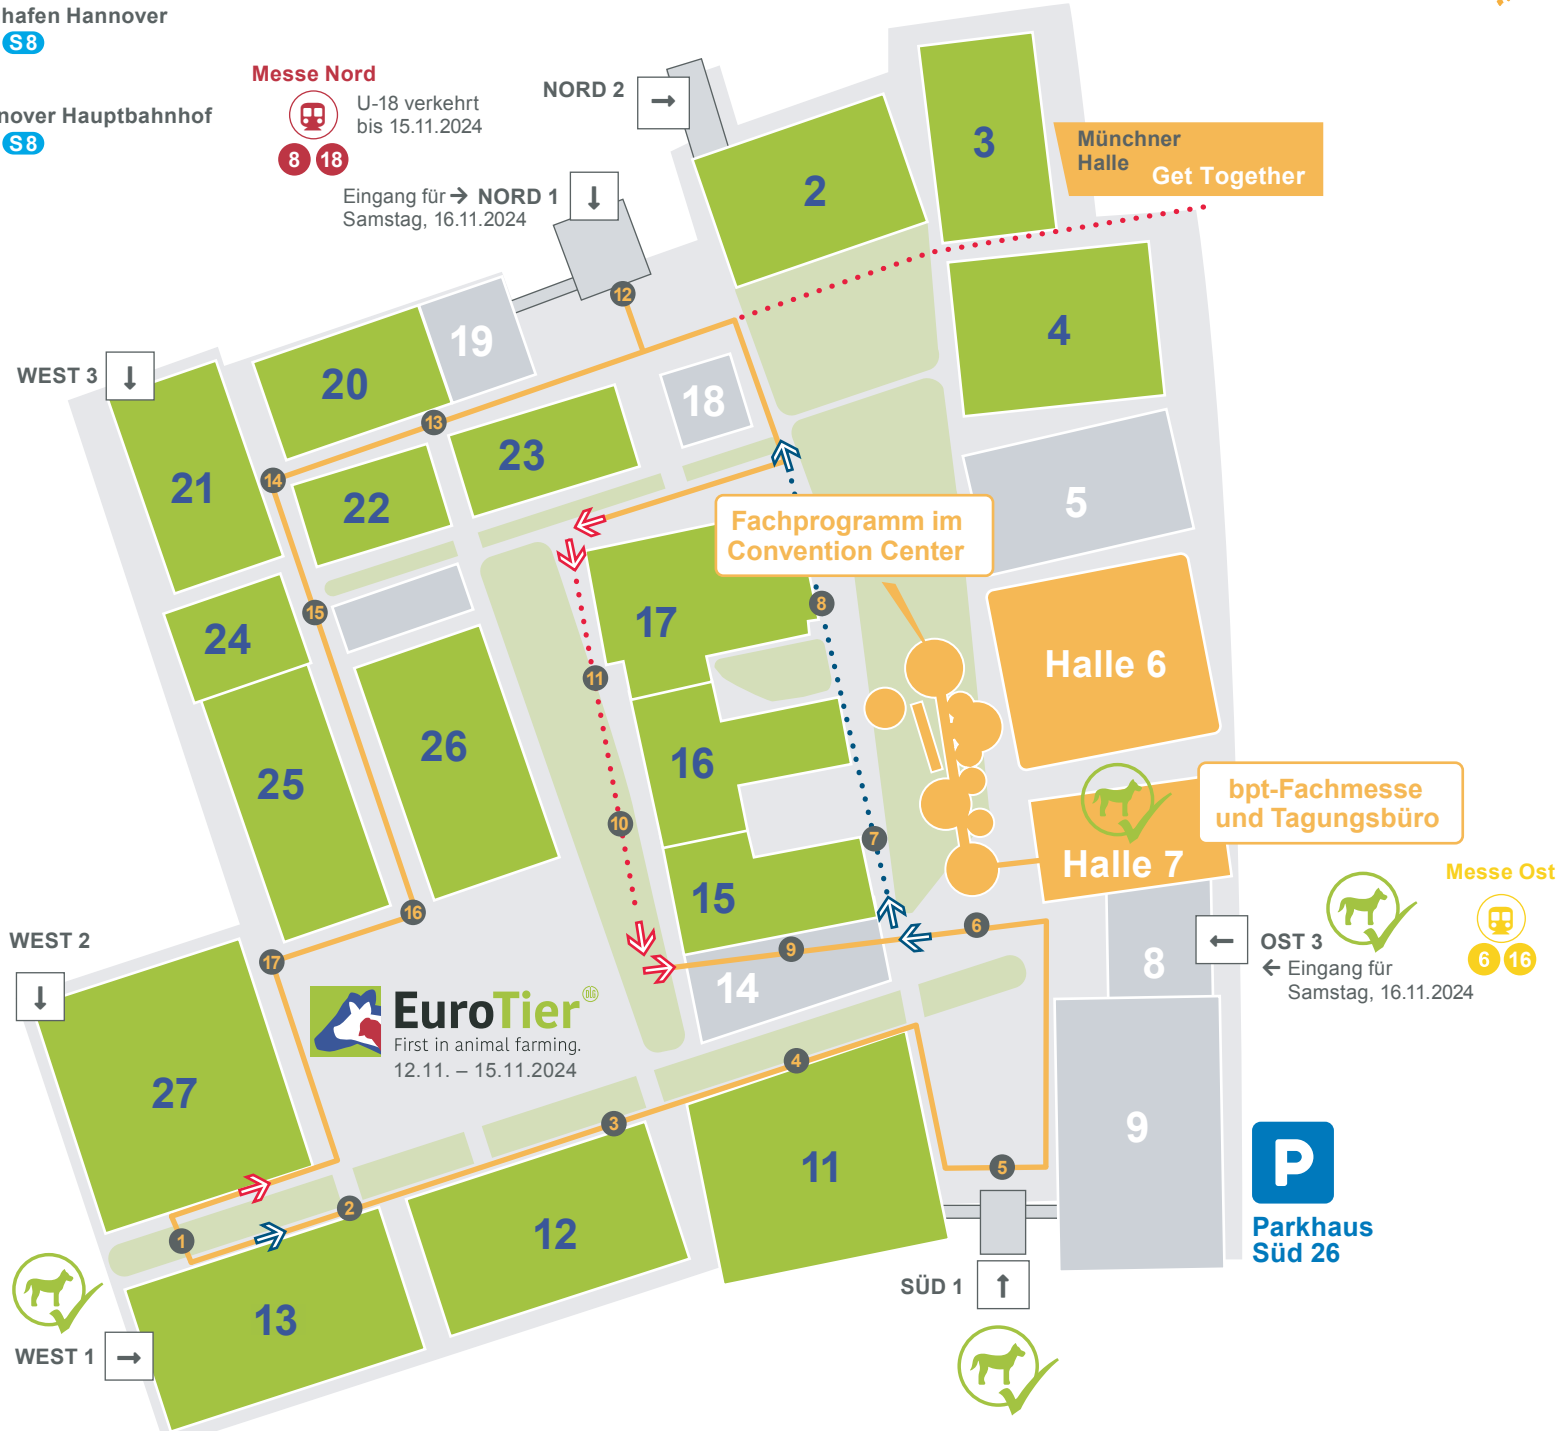 hafen Hannover
S8
nover Hauptbahnhof
S8
Messe Nord
U-18 verkehrt
bis 15.11.2024
8 18
Eingang für → NORD 1
Samstag, 16.11.2024
NORD 2
2
3
Münchner
Halle
Get Together
4
12
19
20
18
WEST 3
13
23
21
14
22
5
Fachprogramm im
Convention Center
17
8
15
24
11
Halle 6
26
25
16
10
7
bpt-Fachmesse
und Tagungsbüro
Halle 7
15
Messe Ost
6 16
16
WEST 2
17
9
6
14
8
OST 3
← Eingang für
Samstag, 16.11.2024
EuroTier
DLG
First in animal farming.
12.11. – 15.11.2024
27
4
3
11
9
5
P
Parkhaus
Süd 26
2
1
12
13
SÜD 1
WEST 1